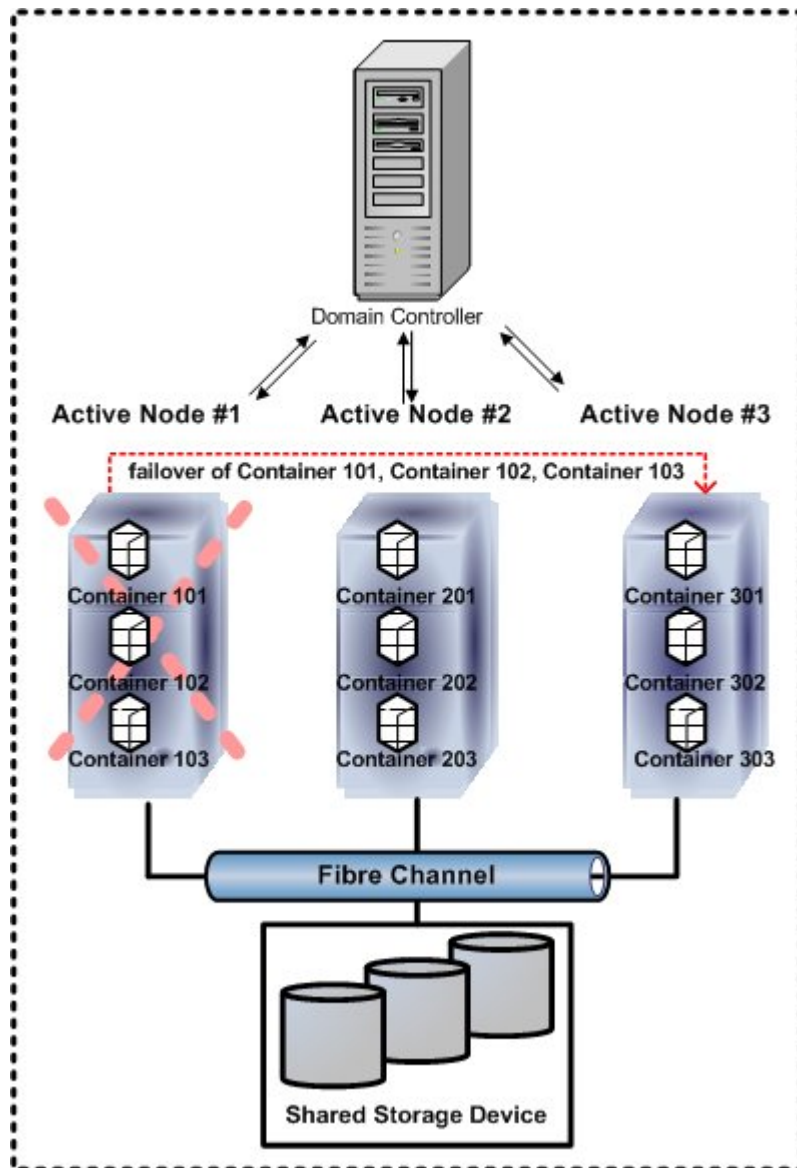 Domain Controller
Active Node #1 Active Node #2 Active Node #3
failover of Container 101, Container 102, Container 103
Container 101 Container 201 Container 301
Container 102 Container 202 Container 302
Container 103 Container 203 Container 303
Fibre Channel
Shared Storage Device